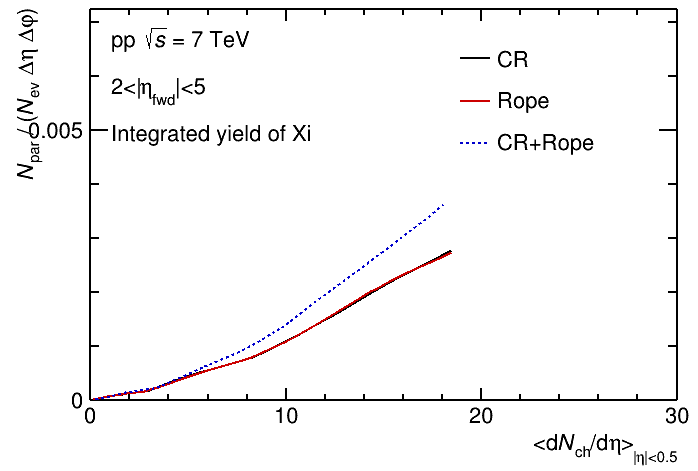 pp √s = 7 TeV
2<|η_fwd|<5
Integrated yield of Xi
CR
Rope
CR+Rope
N_par / (N_ev Δη Δφ)
0.005
0
0 10 20 30
<dN_ch/dη>_|η|<0.5